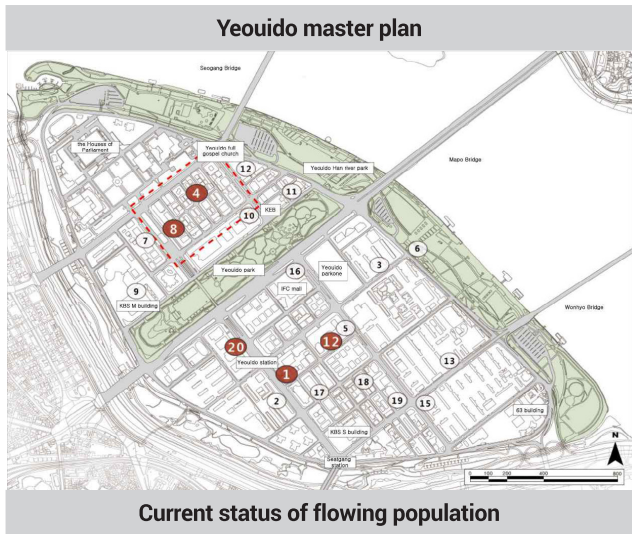 Yeouido master plan
Seogang Bridge
the Houses of
Parliament
Yeouido full
gospel church
Yeouido Han river park
Mapo Bridge
12
4
11
KEB
10
8
7
6
Yeouido park
16
Yeouido
parkone
3
9
IFC mall
KBS M building
Wonhyo Bridge
5
12
20
Yeouido station
13
1
18
17
2
19
15
63 building
KBS S building
Seatgang
station
N
0 100 200 400 800
Current status of flowing population